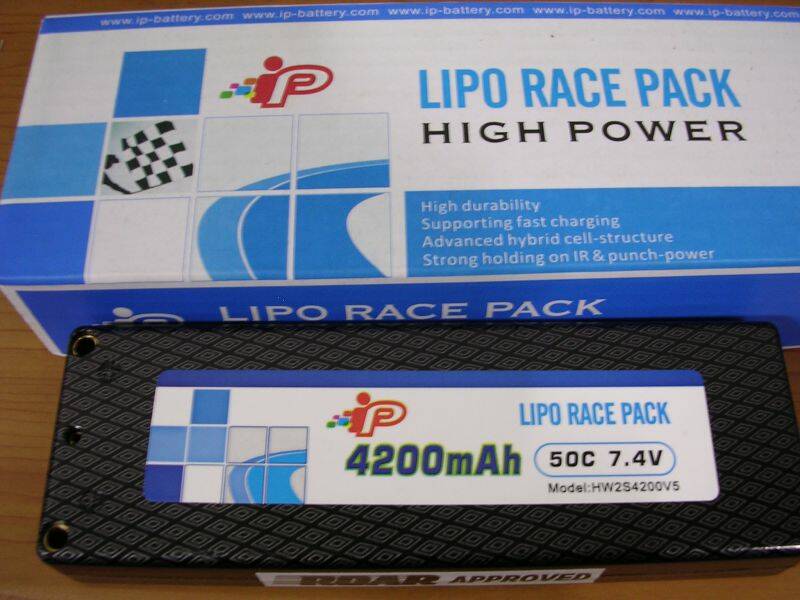 www.ip-battery.com www.ip-battery.com www.ip-battery.com www.ip-battery.com www.ip-battery.com
iP
LIPO RACE PACK
HIGH POWER
High durability
Supporting fast charging
Advanced hybrid cell-structure
Strong holding on IR & punch-power
LIPO RACE PACK
iP
LIPO RACE PACK
4200mAh
50C 7.4V
Model:HW2S4200V5
ROAR APPROVED